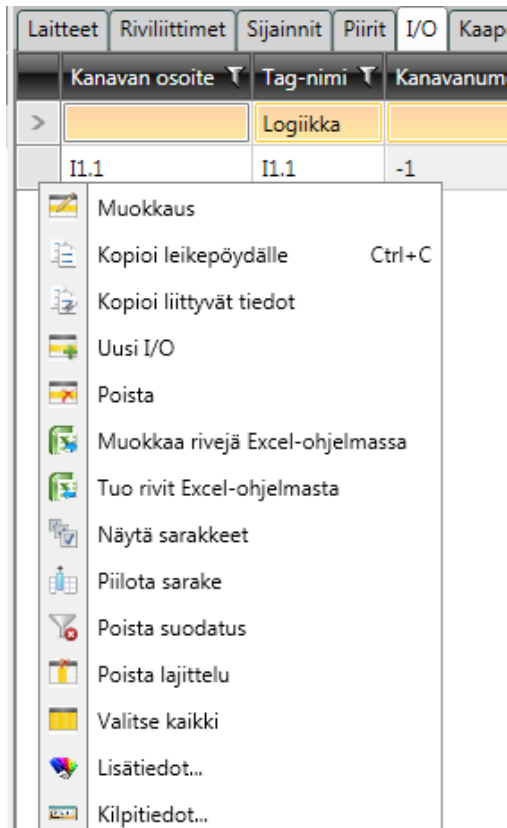 Laitteet Riviliittimet Sijainnit Piirit I/O Kaap
Kanavan osoite Tag-nimi Kanavanum
> Logiikka
I1.1 I1.1 -1
Muokkaus
Kopioi leikepöydälle Ctrl+C
Kopioi liittyvät tiedot
Uusi I/O
Poista
Muokkaa rivejä Excel-ohjelmassa
Tuo rivit Excel-ohjelmasta
Näytä sarakkeet
Piilota sarake
Poista suodatus
Poista lajittelu
Valitse kaikki
Lisätiedot...
Kilpitiedot...